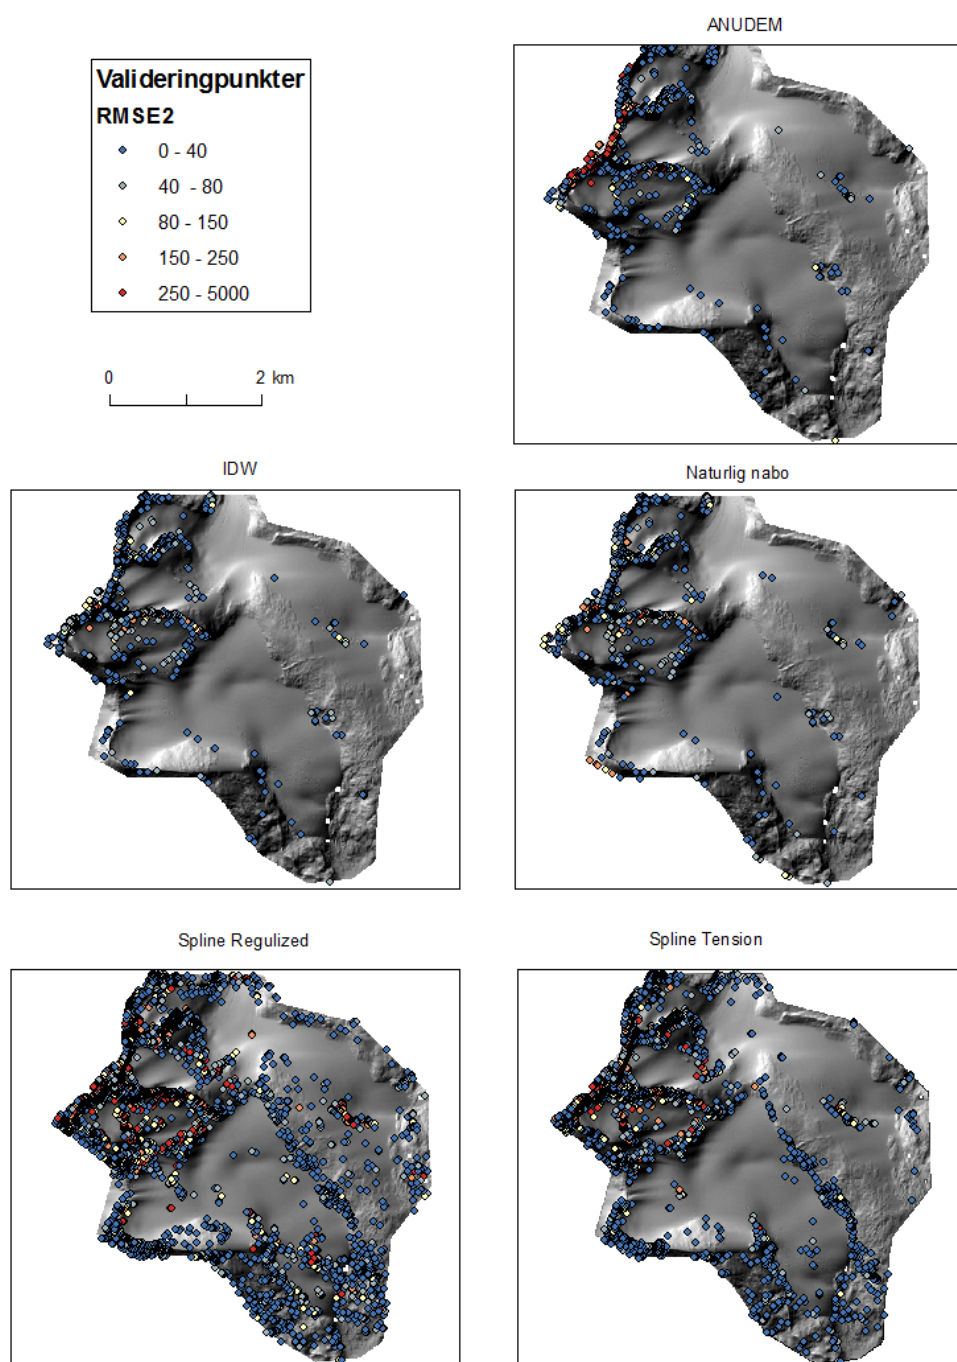 ANUDEM
Valideringpunkter
RMSE2
0 - 40
40 - 80
80 - 150
150 - 250
250 - 5000
0 2 km
IDW
Naturlig nabo
Spline Regulized
Spline Tension